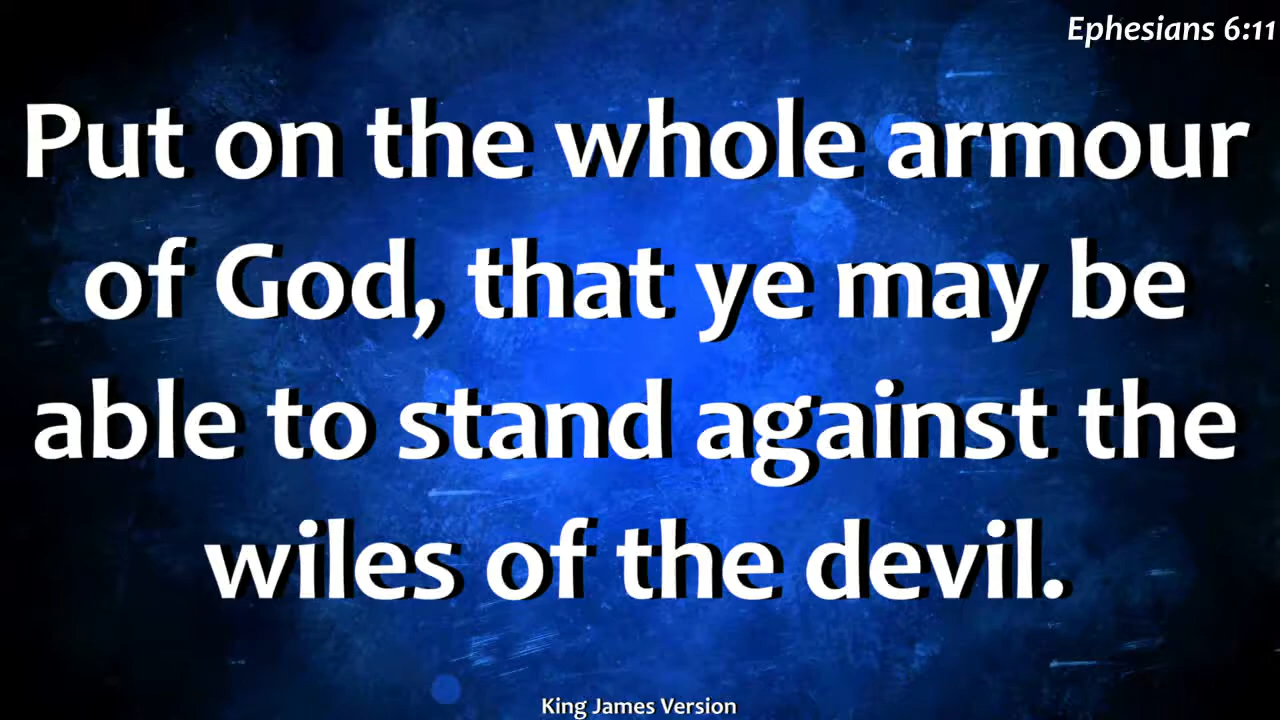 Ephesians 6:11
Put on the whole armour
of God, that ye may be
able to stand against the
wiles of the devil.
King James Version